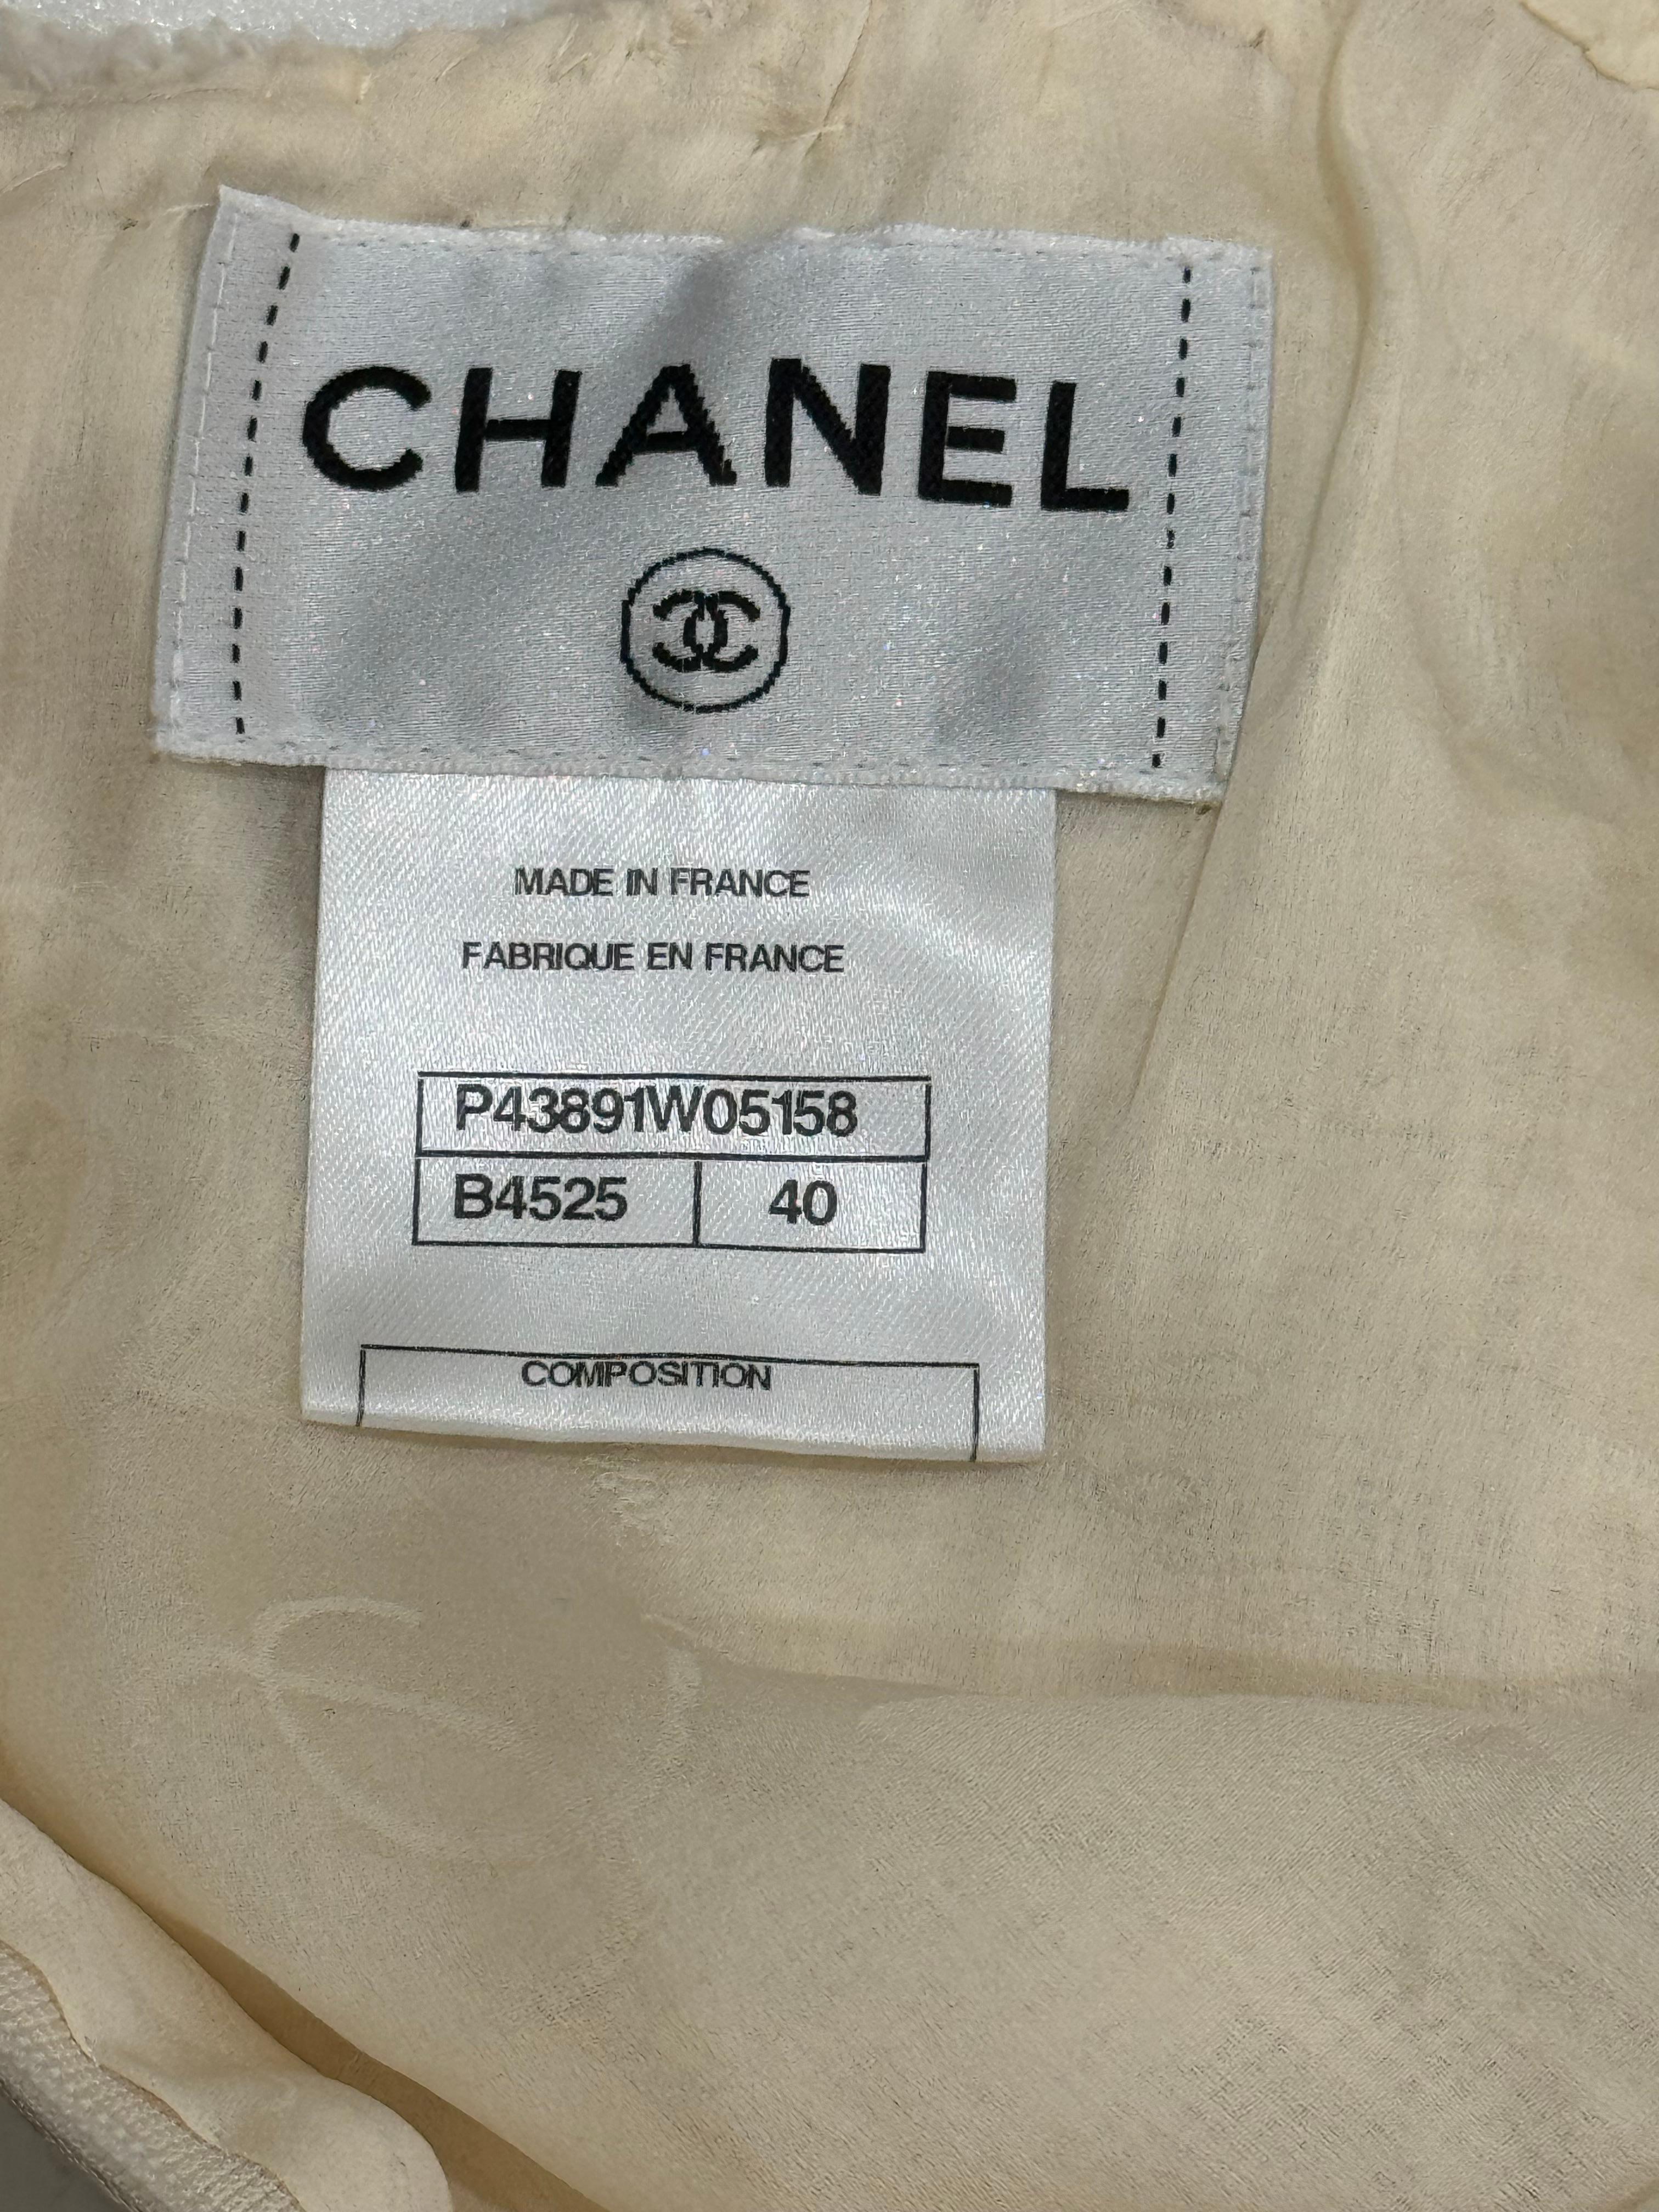 CHANEL
MADE IN FRANCE
FABRIQUE EN FRANCE
P43891W05158
B4525 40
COMPOSITION